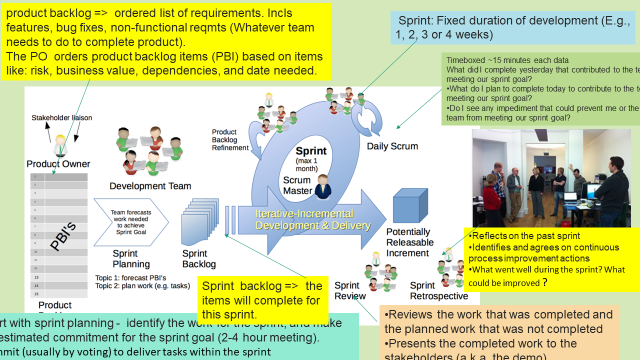 product backlog =>  ordered list of requirements. Incls
features, bug fixes, non-functional reqmts (Whatever team
needs to do to complete product).
The PO  orders product backlog items (PBI) based on items
like: risk, business value, dependencies, and date needed.
Sprint: Fixed duration of development (E.g.,
1, 2, 3 or 4 weeks)
Timeboxed ~15 minutes each data
What did I complete yesterday that contributed to the
meeting our sprint goal?
•What do I plan to complete today to contribute to the
meeting our sprint goal?
•Do I see any impediment that could prevent me or the
team from meeting our sprint goal?
Stakeholder liaison
Product Owner
Development Team
Product
Backlog
Refinement
Sprint
(max 1
month)
Scrum
Master
Daily Scrum
PBI's
Team forecasts
work needed
to achieve
Sprint Goal
Iterative-Incremental
Development & Delivery
Sprint
Planning
Sprint
Backlog
Potentially
Releasable
Increment
Topic 1: forecast PBI's
Topic 2: plan work (e.g. tasks)
Product
•Reflects on the past sprint
•Identifies and agrees on continuous
process improvement actions
•What went well during the sprint? What
could be improved ?
Sprint
Review
Sprint
Retrospective
Sprint backlog => the
items will complete for
this sprint.
with sprint planning -  identify the work for the sprint, and make
estimated commitment for the sprint goal (2-4 hour meeting).
(usually by voting) to deliver tasks within the sprint
•Reviews the work that was completed and
the planned work that was not completed
•Presents the completed work to the
stakeholders (a.k.a. the demo)